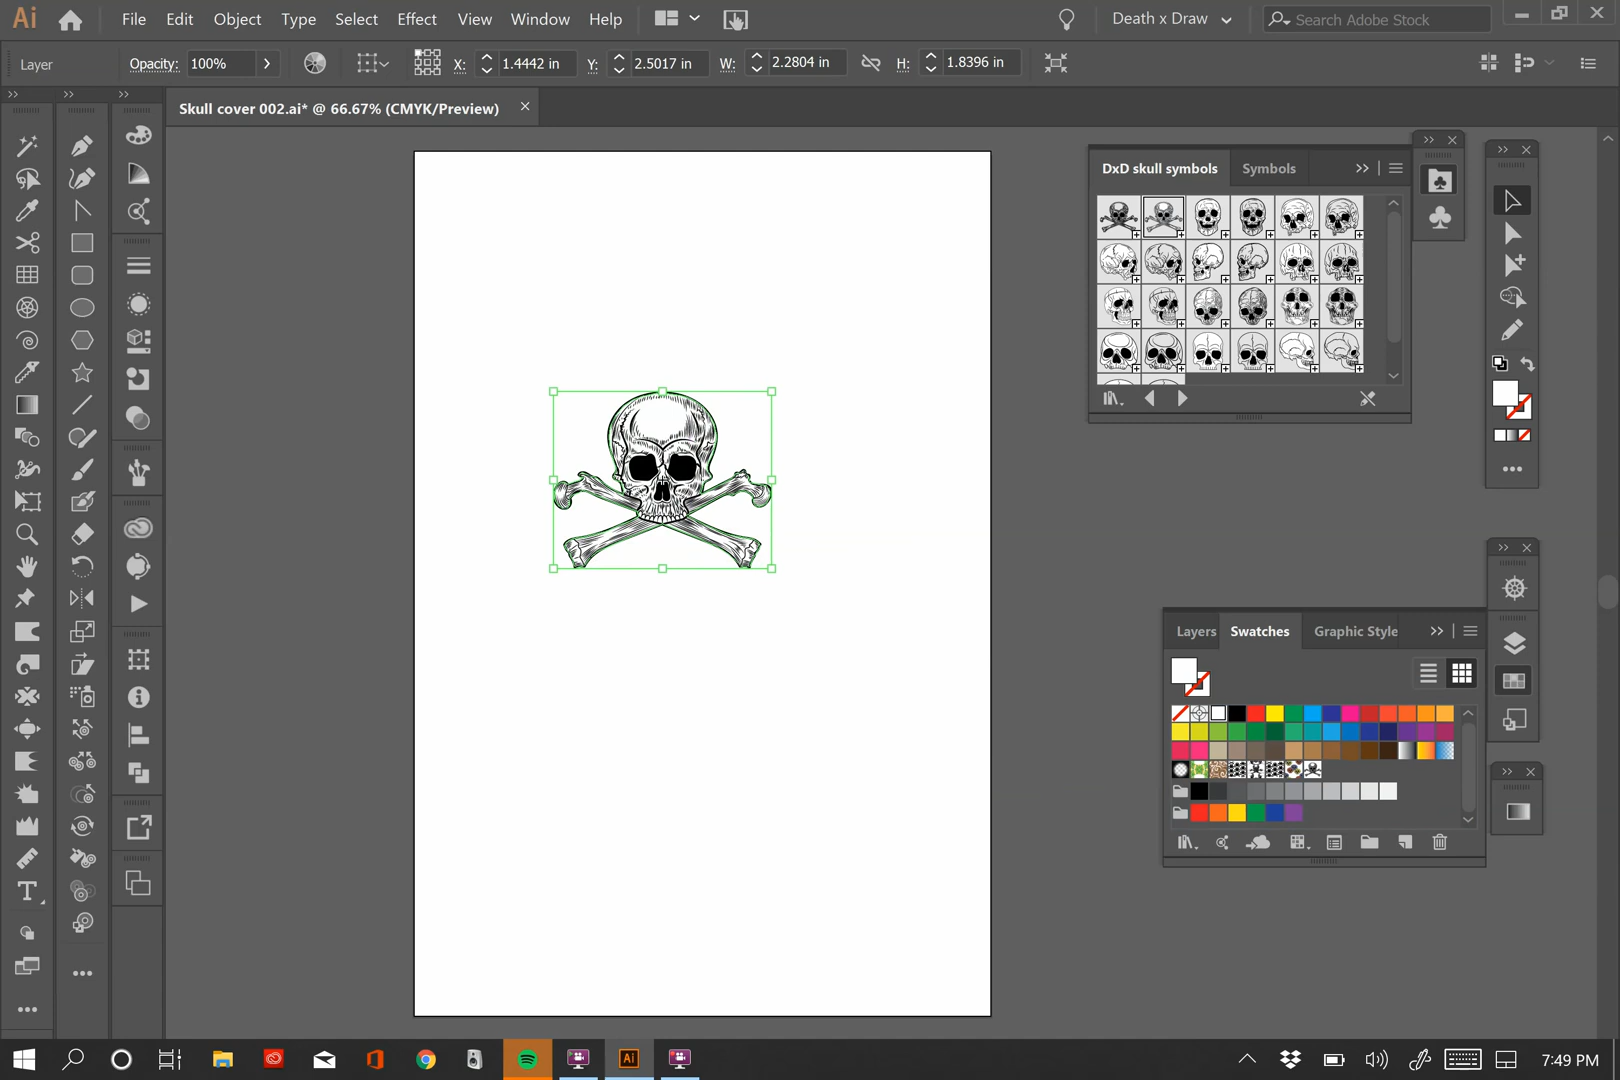 Ai
File Edit Object Type Select Effect View Window Help
Death x Draw
Search Adobe Stock
Layer
Opacity: 100%
X: 1.4442 in
Y: 2.5017 in
W: 2.2804 in
H: 1.8396 in
Skull cover 002.ai* @ 66.67% (CMYK/Preview)
DxD skull symbols
Symbols
Layers
Swatches
Graphic Style
T
Ai
7:49 PM